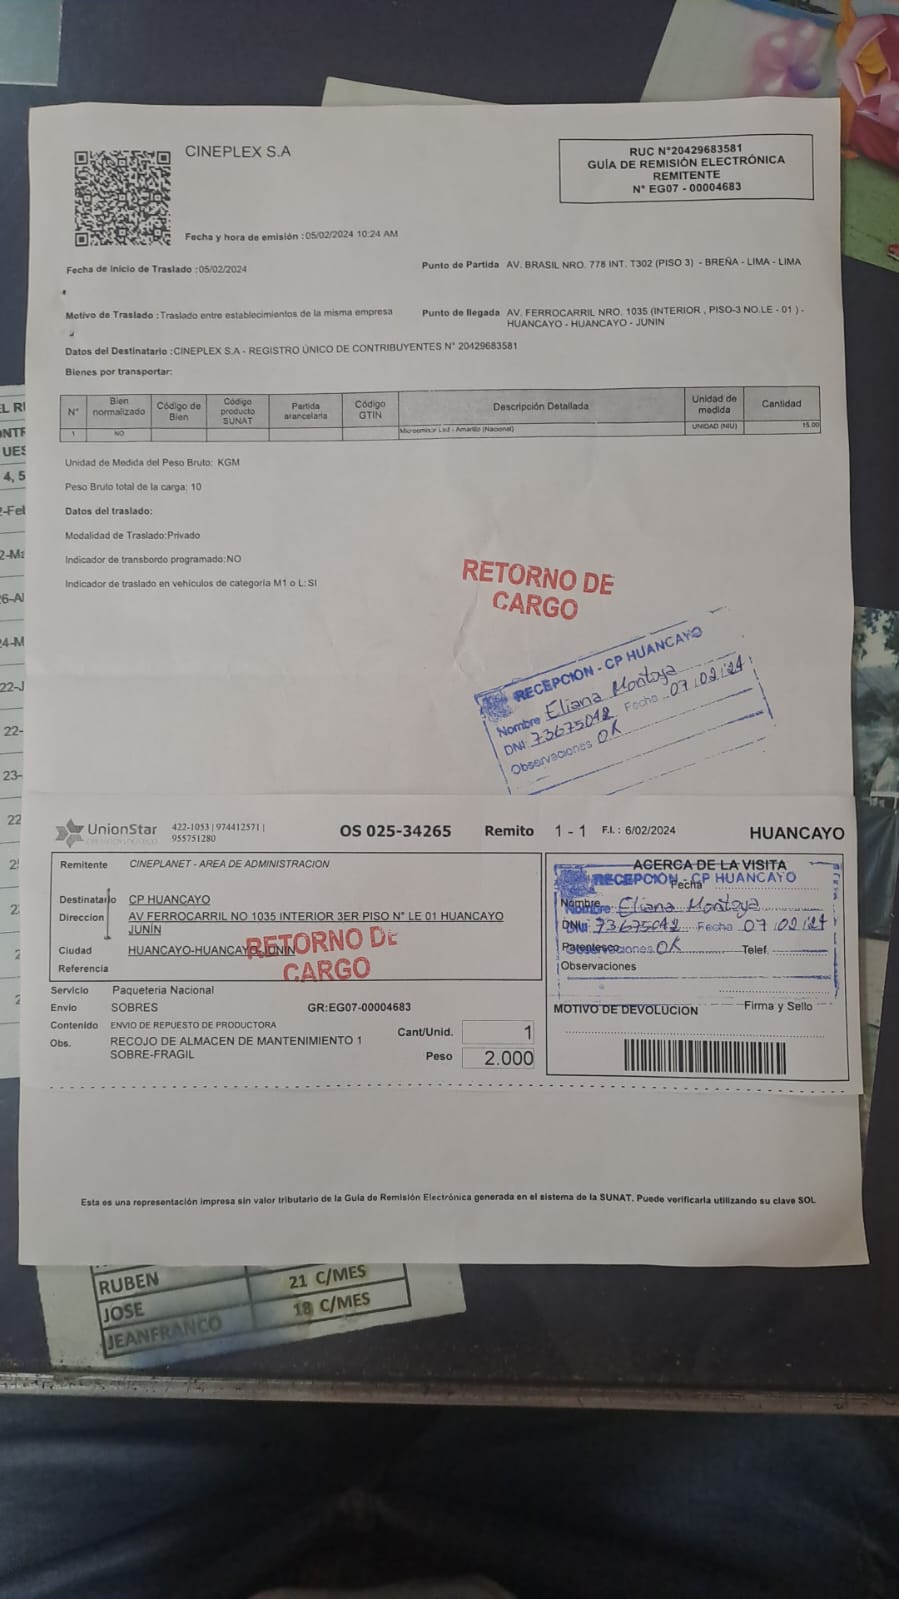 CINEPLEX S.A
RUC N°20429683581
GUÍA DE REMISIÓN ELECTRÓNICA
REMITENTE
N° EG07 - 00004683
Fecha y hora de emisión : 05/02/2024 10:24 AM
Fecha de inicio de Traslado :05/02/2024
Punto de Partida AV. BRASIL NRO. 778 INT. T302 (PISO 3) - BREÑA - LIMA - LIMA
Motivo de Traslado :Traslado entre establecimientos de la misma empresa
Punto de llegada AV. FERROCARRIL NRO. 1035 (INTERIOR , PISO-3 NO.LE - 01 ) - HUANCAYO - HUANCAYO - JUNIN
Datos del Destinatario :CINEPLEX S.A - REGISTRO ÚNICO DE CONTRIBUYENTES N° 20429683581
Bienes por transportar:
N° Bien normalizado Código de Bien Código producto SUNAT Partida arancelaria Código GTIN Descripción Detallada Unidad de medida Cantidad
1 NO Led - Amarillo (Nacional) UNIDAD (NIU) 15.00
Unidad de Medida del Peso Bruto: KGM
Peso Bruto total de la carga: 10
Datos del traslado:
Modalidad de Traslado:Privado
Indicador de transbordo programado:NO
Indicador de traslado en vehículos de categoría M1 o L: SI
RETORNO DE
CARGO
RECEPCION - CP HUANCAYO
Nombre Eliana Montoya
DNI: 73675042 Fecha 07/02/24
Observaciones OK
UnionStar
422-1053 | 974412571 |
955751280
OS 025-34265 Remito 1 - 1 F.I.: 6/02/2024 HUANCAYO
Remitente CINEPLANET - AREA DE ADMINISTRACION
Destinatario CP HUANCAYO
Direccion AV FERROCARRIL NO 1035 INTERIOR 3ER PISO N° LE 01 HUANCAYO
JUNÍN
Ciudad HUANCAYO-HUANCAYO-JUNIN
Referencia
RETORNO DE
CARGO
ACERCA DE LA VISITA
RECEPCION - CP HUANCAYO
Fecha
Nombre
Nombre: Eliana Montoya
DNI: 73675042 Fecha 07/02/24
Parentesco
Observaciones OK Telef.
Observaciones
Firma y Sello
MOTIVO DE DEVOLUCION
Servicio Paqueteria Nacional
Envio SOBRES GR:EG07-00004683
Contenido ENVIO DE REPUESTO DE PRODUCTORA
Obs. RECOJO DE ALMACEN DE MANTENIMIENTO 1
SOBRE-FRAGIL
Cant/Unid. 1
Peso 2.000
Esta es una representación impresa sin valor tributario de la Guía de Remisión Electrónica generada en el sistema de la SUNAT. Puede verificarla utilizando su clave SOL
RUBEN 21 C/MES
JOSE 18 C/MES
JEANFRANCO